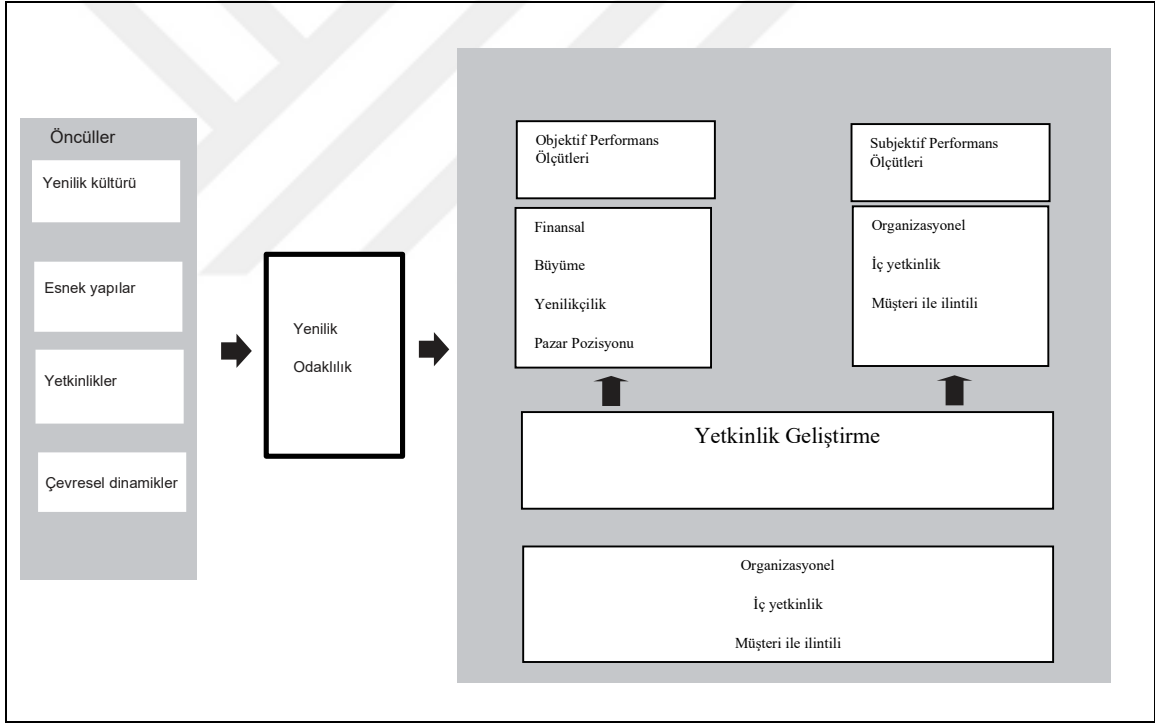 Öncüller
Yenilik kültürü
Esnek yapılar
Yetkinlikler
Çevresel dinamikler
Yenilik
Odaklılık
Objektif Performans
Ölçütleri
Finansal
Büyüme
Yenilikçilik
Pazar Pozisyonu
Subjektif Performans
Ölçütleri
Organizasyonel
İç yetkinlik
Müşteri ile ilintili
Yetkinlik Geliştirme
Organizasyonel
İç yetkinlik
Müşteri ile ilintili